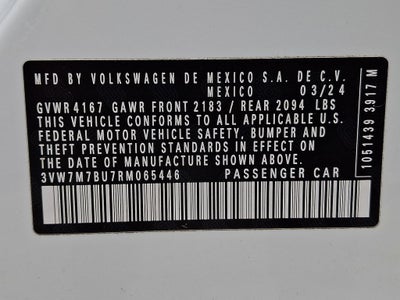 MFD BY VOLKSWAGEN DE MEXICO S.A. DE C.V.
MEXICO 03/24
GVWR 4167 GAWR FRONT 2183 / REAR 2094 LBS
THIS VEHICLE CONFORMS TO ALL APPLICABLE U.S.
FEDERAL MOTOR VEHICLE SAFETY, BUMPER AND
THEFT PREVENTION STANDARDS IN EFFECT ON
THE DATE OF MANUFACTURE SHOWN ABOVE
3VW7M7BU7RM065446 PASSENGER CAR
1051439 3.917 M